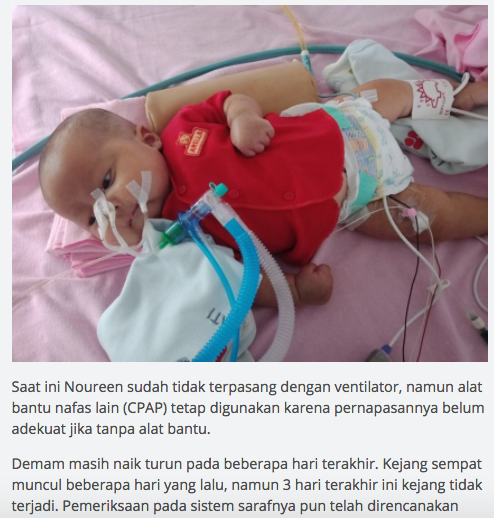 Saat ini Noureen sudah tidak terpasang dengan ventilator, namun alat
bantu nafas lain (CPAP) tetap digunakan karena pernapasannya belum
adekuat jika tanpa alat bantu.
Demam masih naik turun pada beberapa hari terakhir. Kejang sempat
muncul beberapa hari yang lalu, namun 3 hari terakhir ini kejang tidak
terjadi. Pemeriksaan pada sistem sarafnya pun telah direncanakan